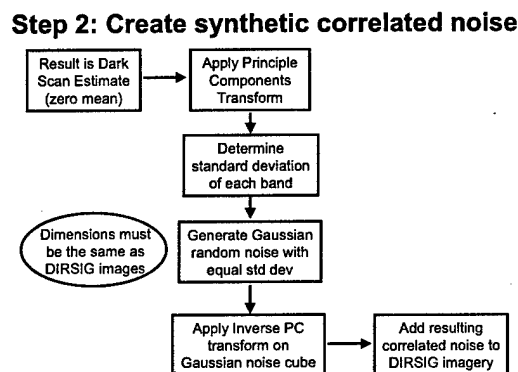 Step 2: Create synthetic correlated noise
Result is Dark
Scan Estimate
(zero mean)
Apply Principle
Components
Transform
Determine
standard deviation
of each band
Dimensions must
be the same as
DIRSIG images
Generate Gaussian
random noise with
equal std dev
Apply Inverse PC
transform on
Gaussian noise cube
Add resulting
correlated noise to
DIRSIG imagery